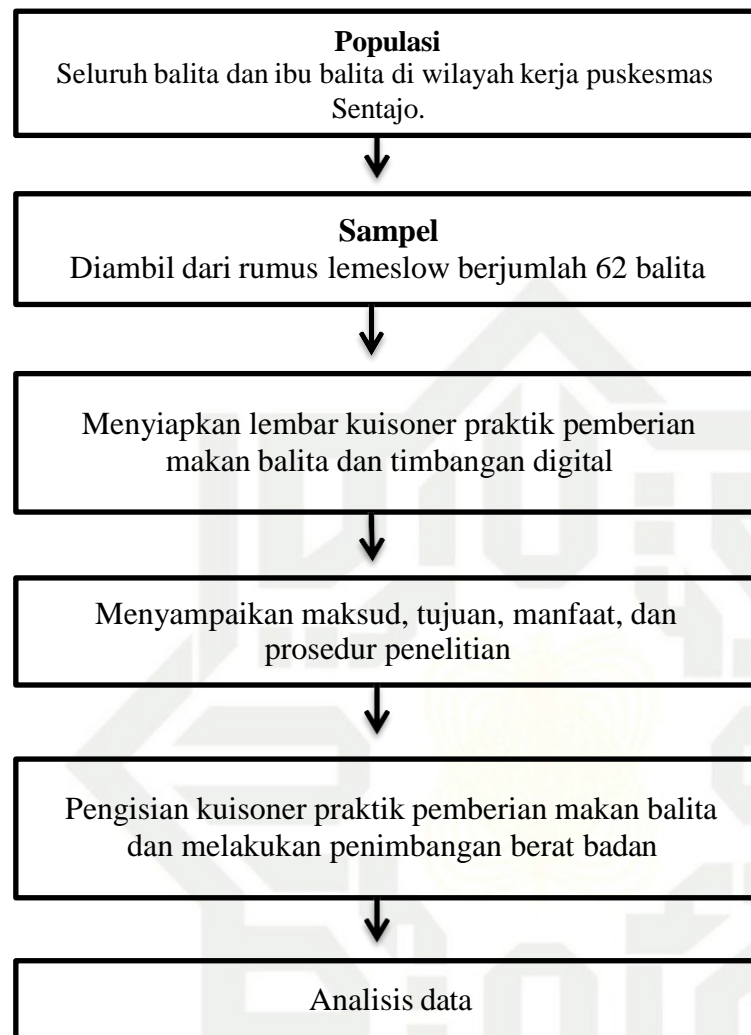 Populasi
Seluruh balita dan ibu balita di wilayah kerja puskesmas
Sentajo.
Sampel
Diambil dari rumus lemeslow berjumlah 62 balita
Menyiapkan lembar kuisoner praktik pemberian
makan balita dan timbangan digital
Menyampaikan maksud, tujuan, manfaat, dan
prosedur penelitian
Pengisian kuisoner praktik pemberian makan balita
dan melakukan penimbangan berat badan
Analisis data